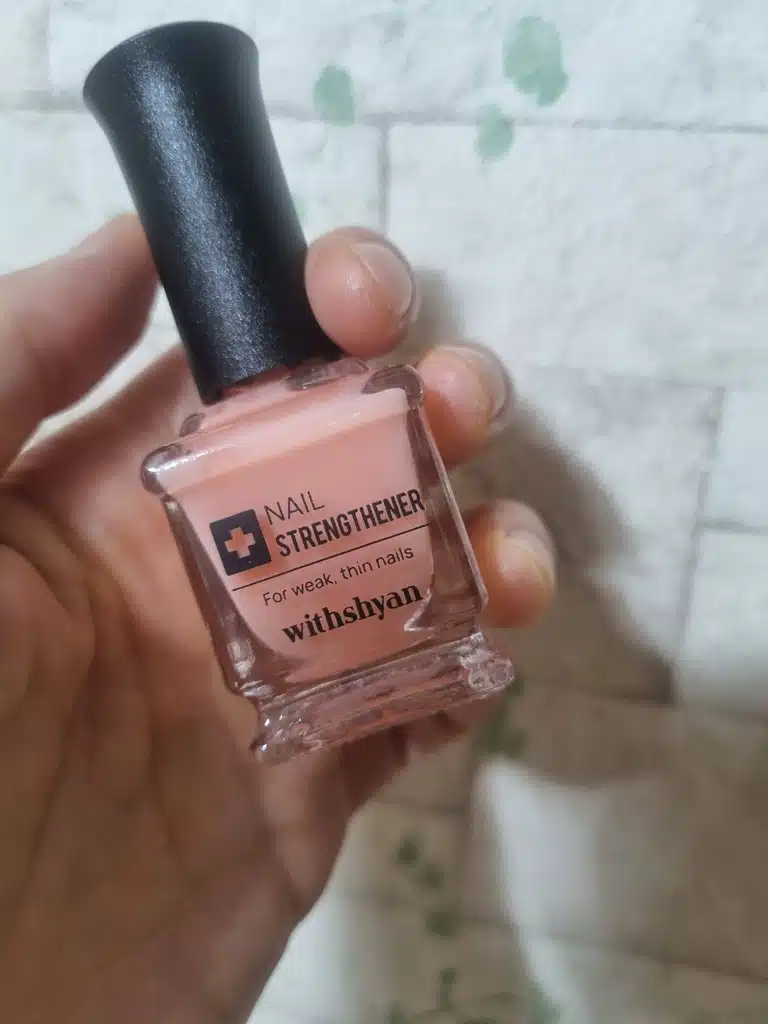 NAIL
STRENGTHENER
For weak, thin nails
withshyan